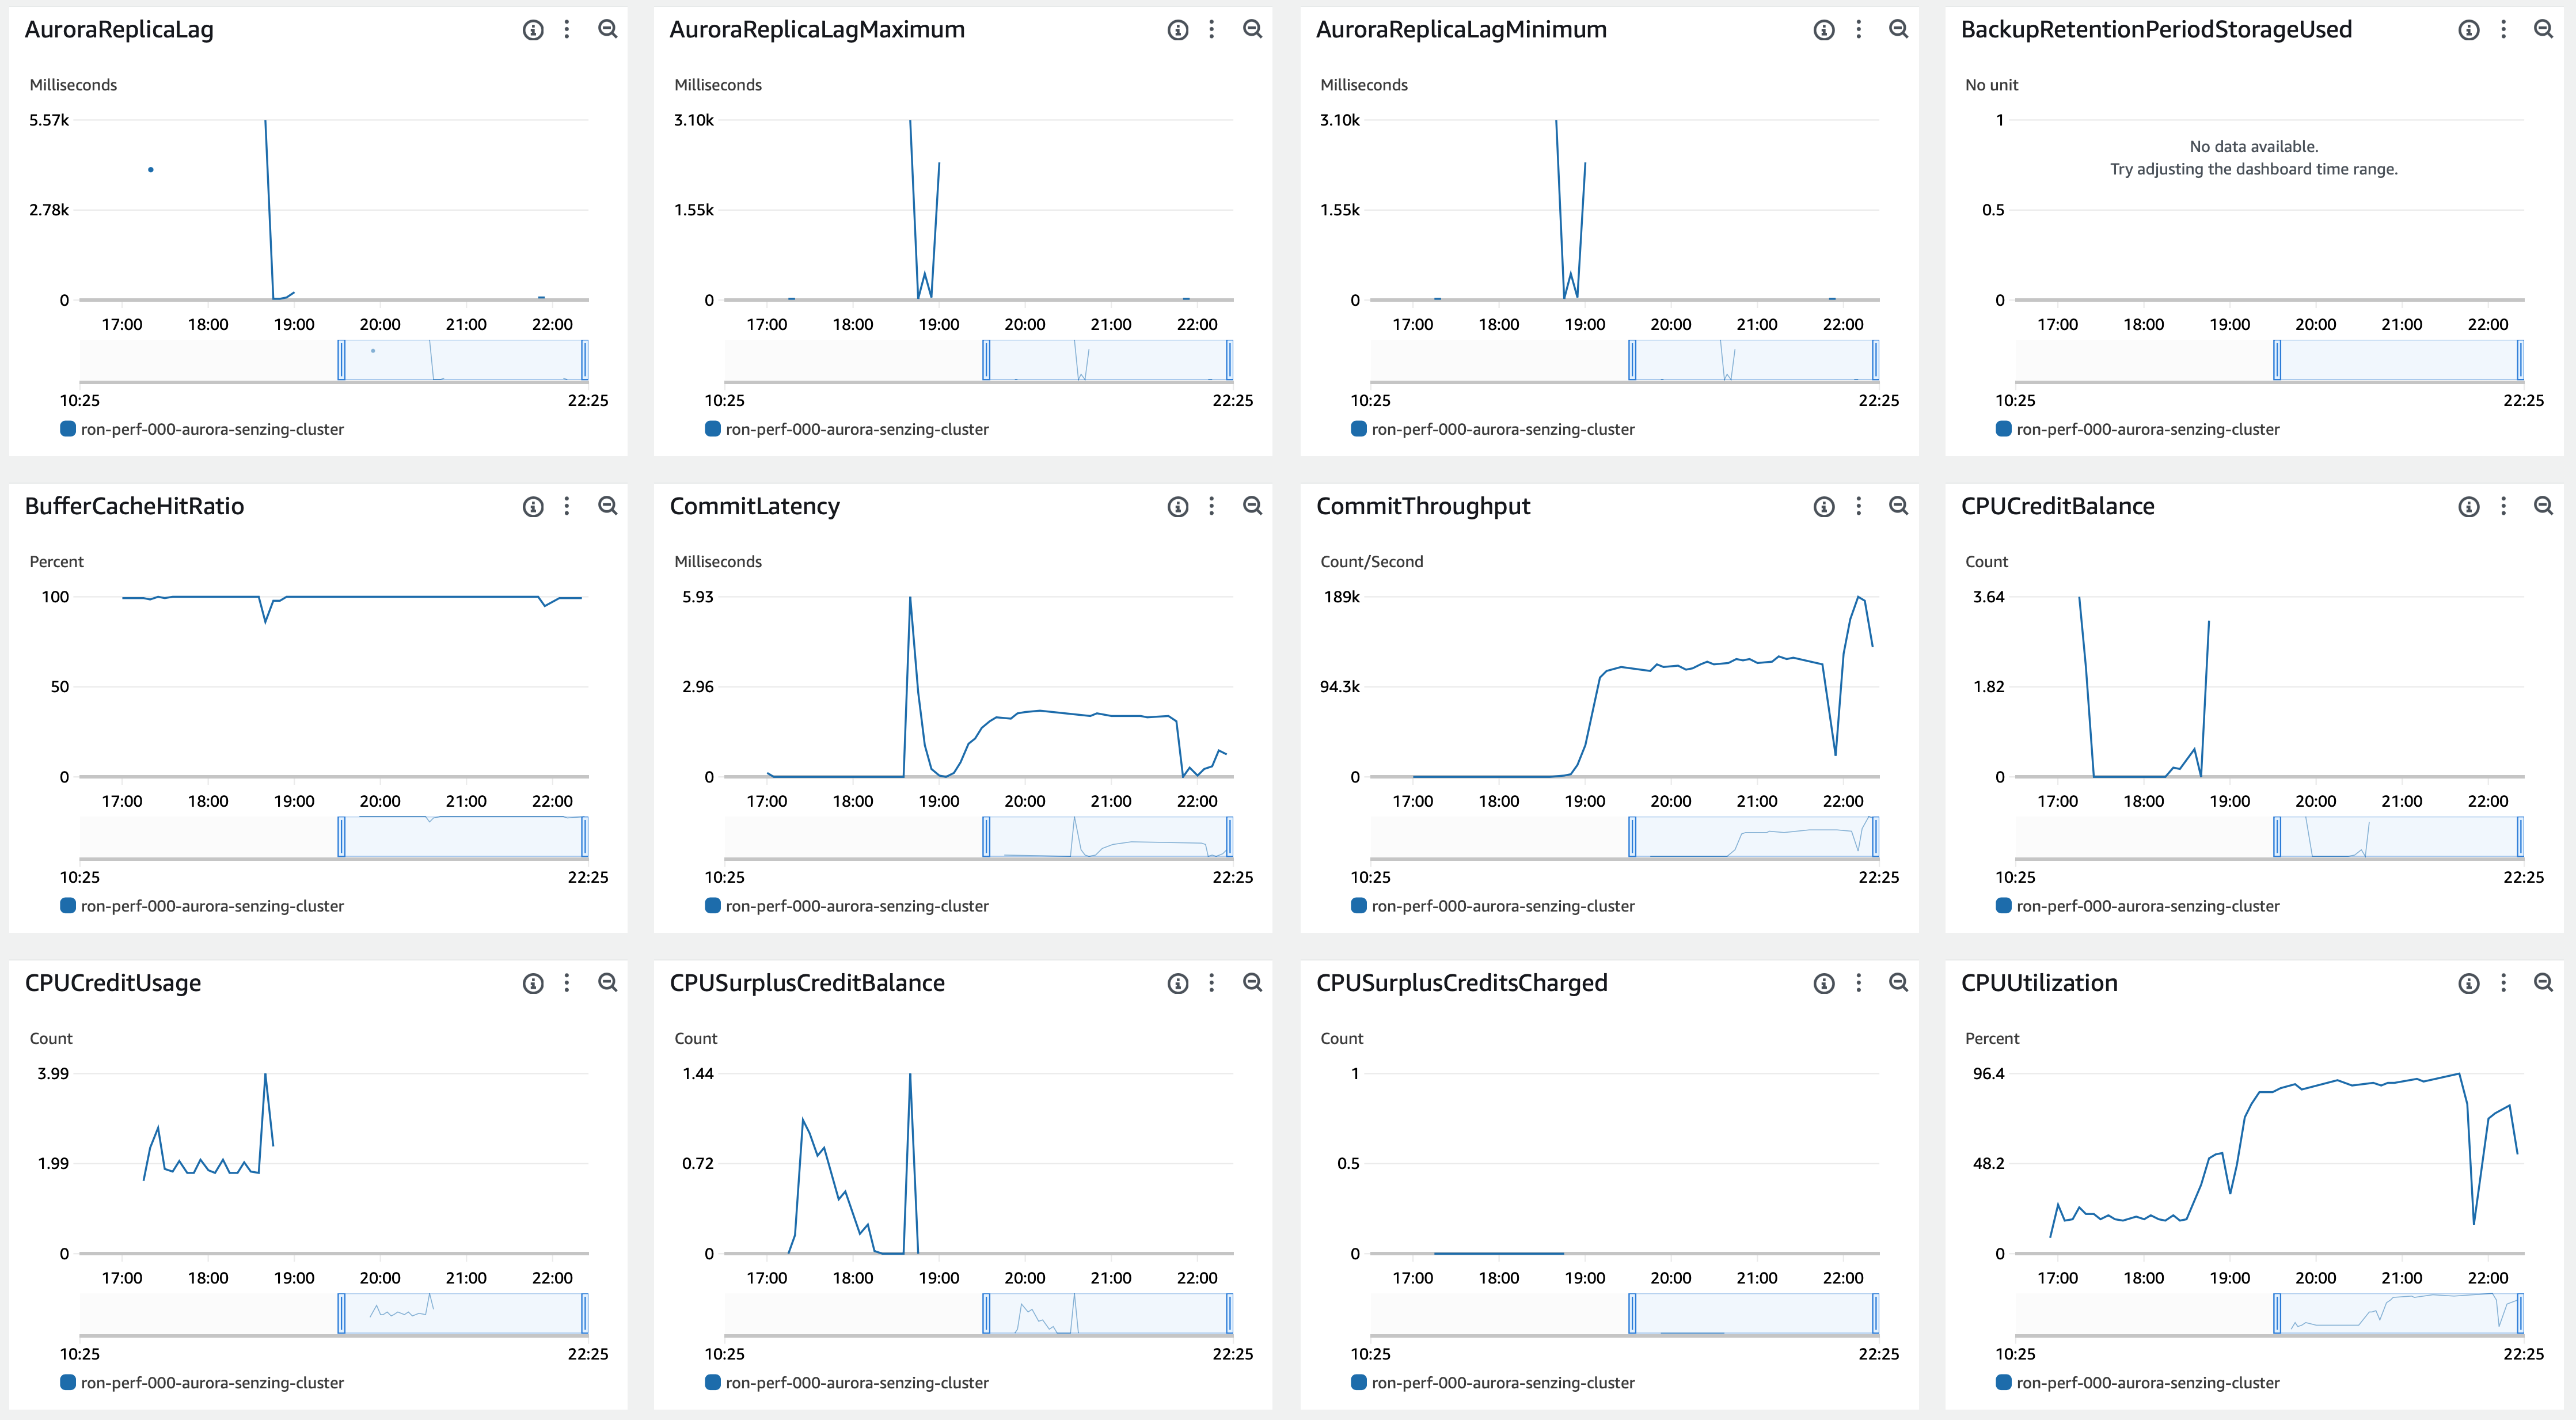 AuroraReplicaLag
Milliseconds
5.57k
2.78k
0
17:00 18:00 19:00 20:00 21:00 22:00
10:25 22:25
ron-perf-000-aurora-senzing-cluster
AuroraReplicaLagMaximum
Milliseconds
3.10k
1.55k
0
17:00 18:00 19:00 20:00 21:00 22:00
10:25 22:25
ron-perf-000-aurora-senzing-cluster
AuroraReplicaLagMinimum
Milliseconds
3.10k
1.55k
0
17:00 18:00 19:00 20:00 21:00 22:00
10:25 22:25
ron-perf-000-aurora-senzing-cluster
BackupRetentionPeriodStorageUsed
No unit
1
No data available.
Try adjusting the dashboard time range.
0.5
0
17:00 18:00 19:00 20:00 21:00 22:00
10:25 22:25
ron-perf-000-aurora-senzing-cluster
BufferCacheHitRatio
Percent
100
50
0
17:00 18:00 19:00 20:00 21:00 22:00
10:25 22:25
ron-perf-000-aurora-senzing-cluster
CommitLatency
Milliseconds
5.93
2.96
0
17:00 18:00 19:00 20:00 21:00 22:00
10:25 22:25
ron-perf-000-aurora-senzing-cluster
CommitThroughput
Count/Second
189k
94.3k
0
17:00 18:00 19:00 20:00 21:00 22:00
10:25 22:25
ron-perf-000-aurora-senzing-cluster
CPUCreditBalance
Count
3.64
1.82
0
17:00 18:00 19:00 20:00 21:00 22:00
10:25 22:25
ron-perf-000-aurora-senzing-cluster
CPUCreditUsage
Count
3.99
1.99
0
17:00 18:00 19:00 20:00 21:00 22:00
10:25 22:25
ron-perf-000-aurora-senzing-cluster
CPUSurplusCreditBalance
Count
1.44
0.72
0
17:00 18:00 19:00 20:00 21:00 22:00
10:25 22:25
ron-perf-000-aurora-senzing-cluster
CPUSurplusCreditsCharged
Count
1
0.5
0
17:00 18:00 19:00 20:00 21:00 22:00
10:25 22:25
ron-perf-000-aurora-senzing-cluster
CPUUtilization
Percent
96.4
48.2
0
17:00 18:00 19:00 20:00 21:00 22:00
10:25 22:25
ron-perf-000-aurora-senzing-cluster